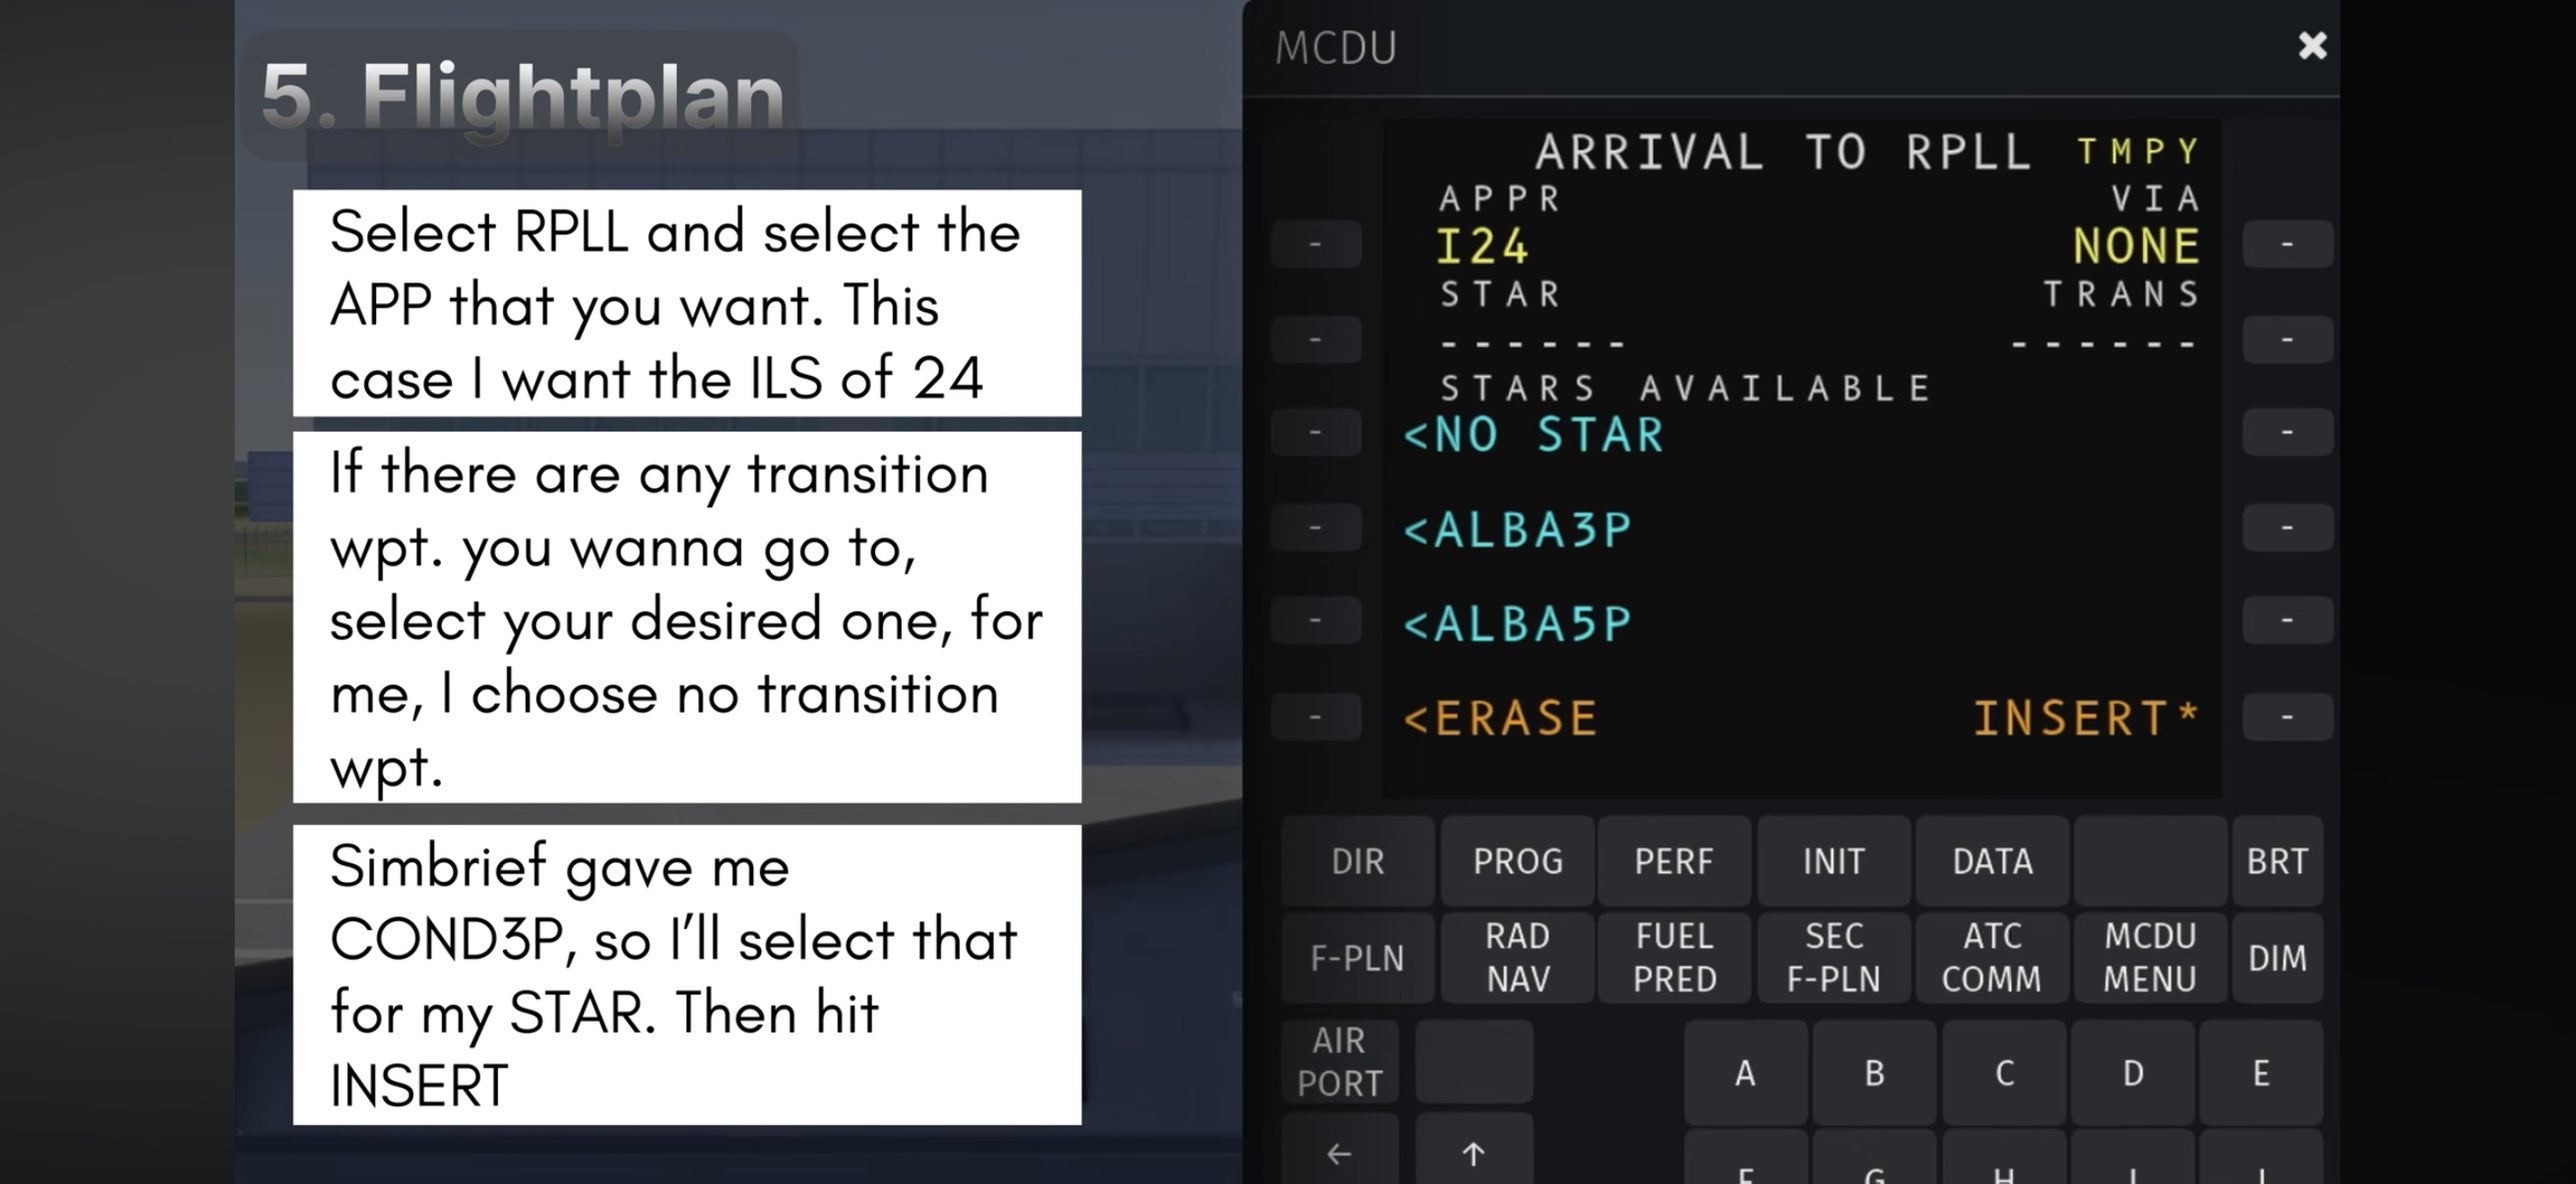 5. Flightplan
Select RPLL and select the
APP that you want. This
case I want the ILS of 24
If there are any transition
wpt. you wanna go to,
select your desired one, for
me, I choose no transition
wpt.
Simbrief gave me
COND3P, so I'll select that
for my STAR. Then hit
INSERT
MCDU ✖
ARRIVAL TO RPLL TMPY
APPR VIA
- I24 NONE -
STAR TRANS
- ------ ------ -
STARS AVAILABLE
- <NO STAR -
- <ALBA3P -
- <ALBA5P -
- <ERASE INSERT* -
DIR PROG PERF INIT DATA BRT
F-PLN RAD NAV FUEL PRED SEC F-PLN ATC COMM MCDU MENU DIM
AIR PORT A B C D E
← ↑ F G H